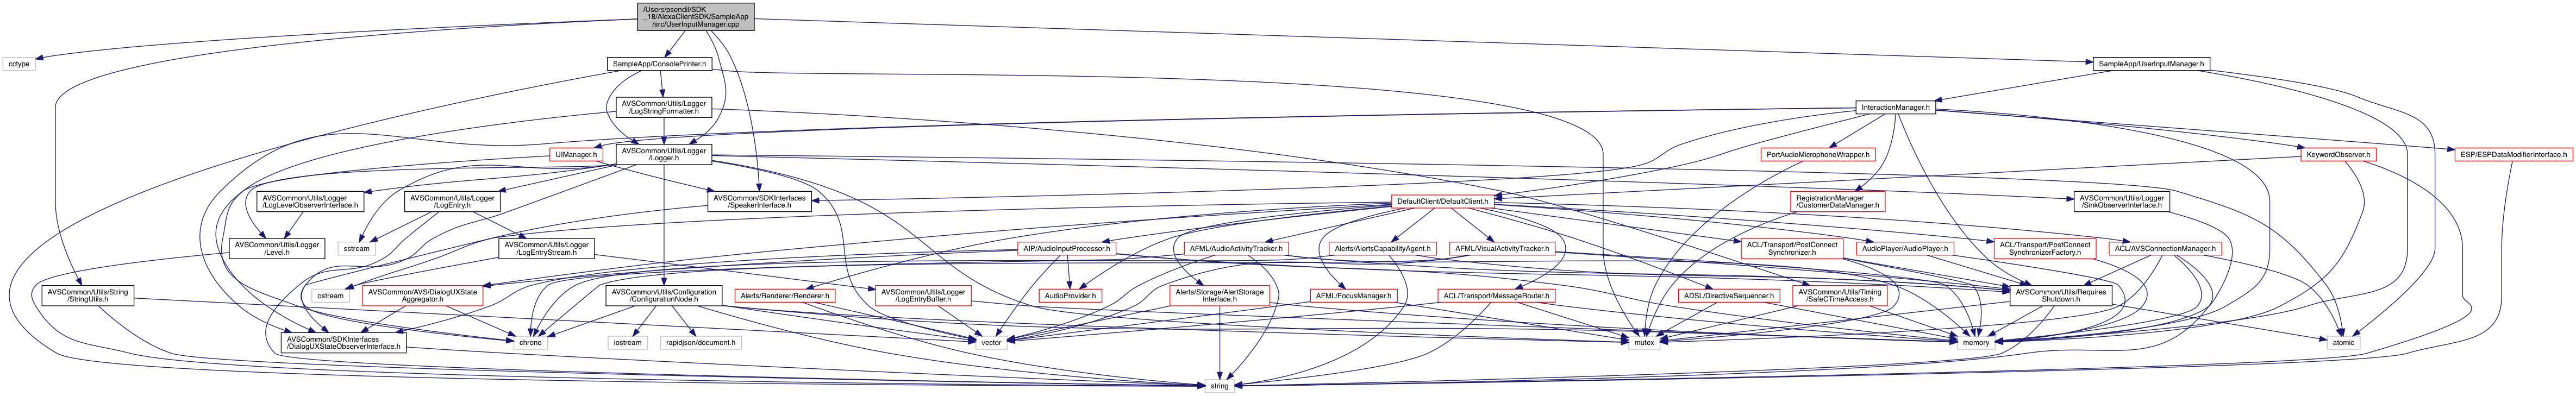 /Users/psendil/SDK
_18/AlexaClientSDK/SampleApp
/src/UserInputManager.cpp
cctype
SampleApp/ConsolePrinter.h
SampleApp/UserInputManager.h
AVSCommon/Utils/Logger
/LogStringFormatter.h
InteractionManager.h
UIManager.h
AVSCommon/Utils/Logger
/Logger.h
PortAudioMicrophoneWrapper.h
KeywordObserver.h
ESP/ESPDataModifierInterface.h
AVSCommon/Utils/Logger
/LogLevelObserverInterface.h
AVSCommon/Utils/Logger
/LogEntry.h
AVSCommon/SDKInterfaces
/SpeakerInterface.h
DefaultClient/DefaultClient.h
RegistrationManager
/CustomerDataManager.h
AVSCommon/Utils/Logger
/SinkObserverInterface.h
AVSCommon/Utils/Logger
/Level.h
sstream
AVSCommon/Utils/Logger
/LogEntryStream.h
AIP/AudioInputProcessor.h
AFML/AudioActivityTracker.h
Alerts/AlertsCapabilityAgent.h
AFML/VisualActivityTracker.h
ACL/Transport/PostConnect
Synchronizer.h
AudioPlayer/AudioPlayer.h
ACL/Transport/PostConnect
SynchronizerFactory.h
ACL/AVSConnectionManager.h
AVSCommon/Utils/String
/StringUtils.h
ostream
AVSCommon/AVS/DialogUXState
Aggregator.h
AVSCommon/Utils/Configuration
/ConfigurationNode.h
Alerts/Renderer/Renderer.h
AVSCommon/Utils/Logger
/LogEntryBuffer.h
AudioProvider.h
Alerts/Storage/AlertStorage
Interface.h
AFML/FocusManager.h
ACL/Transport/MessageRouter.h
ADSL/DirectiveSequencer.h
AVSCommon/Utils/Timing
/SafeCTimeAccess.h
AVSCommon/Utils/Requires
Shutdown.h
AVSCommon/SDKInterfaces
/DialogUXStateObserverInterface.h
chrono
iostream
rapidjson/document.h
vector
mutex
memory
atomic
string